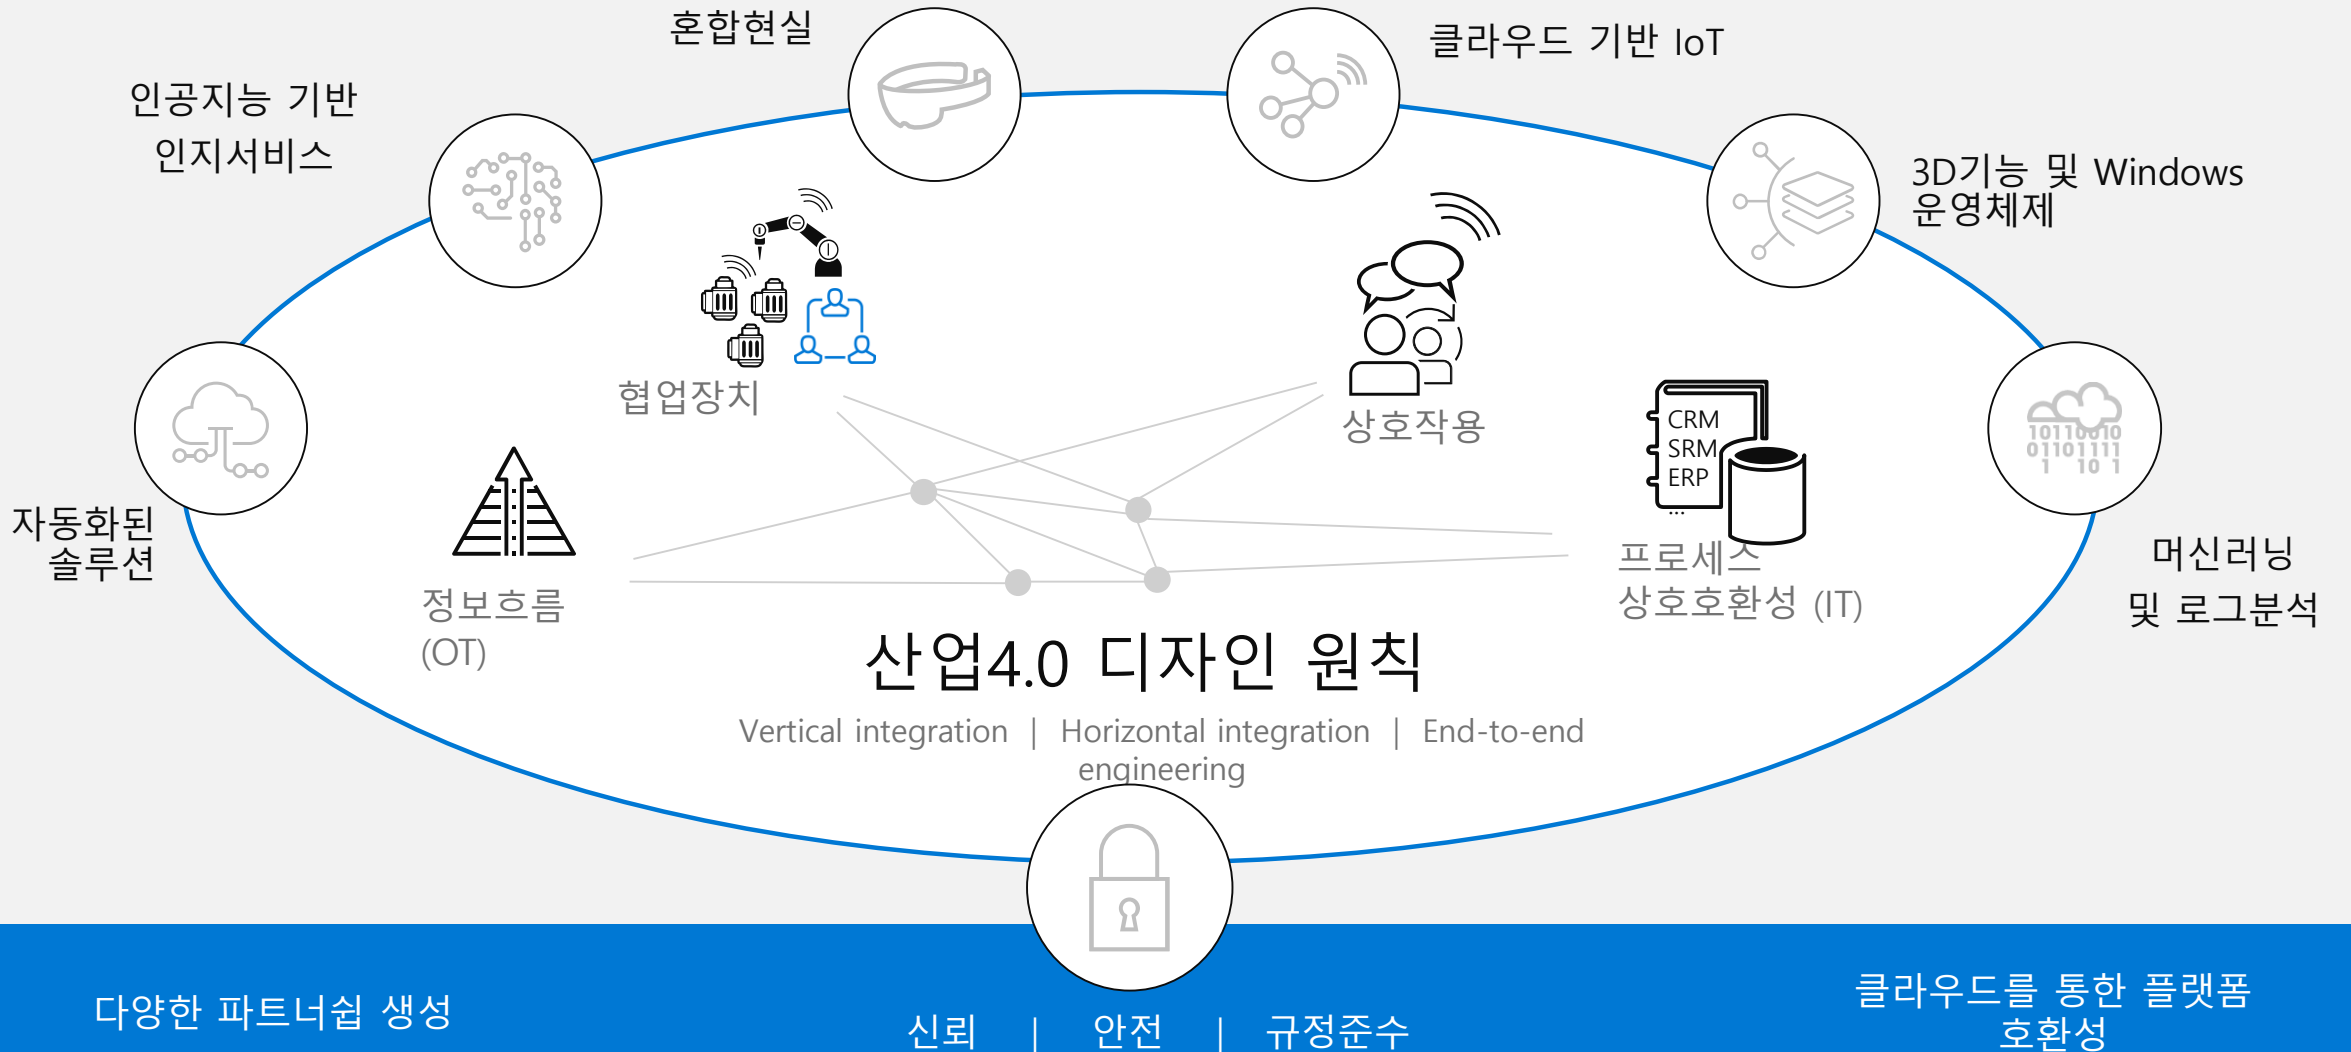 혼합현실
클라우드 기반 IoT
인공지능 기반
인지서비스
3D기능 및 Windows
운영체제
협업장치
상호작용
CRM
SRM
ERP
...
10110010
01101111
1 10 1
자동화된
솔루션
정보흐름
(OT)
프로세스
상호호환성 (IT)
머신러닝
및 로그분석
산업4.0 디자인 원칙
Vertical integration | Horizontal integration | End-to-end
engineering
다양한 파트너쉽 생성
신뢰 | 안전 | 규정준수
클라우드를 통한 플랫폼
호환성